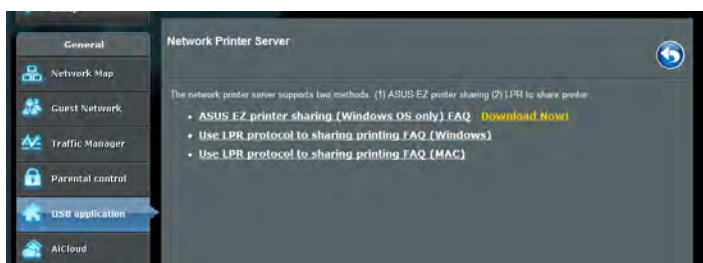 General
Network Map
Guest Network
Traffic Manager
Parental control
USB application
AiCloud
Network Printer Server
The network printer server supports two methods: (1) ASUS EZ printer sharing (2) LPR to share printer
ASUS EZ printer sharing (Windows OS only) FAQ Download Now!
Use LPR protocol to sharing printing FAQ (Windows)
Use LPR protocol to sharing printing FAQ (MAC)